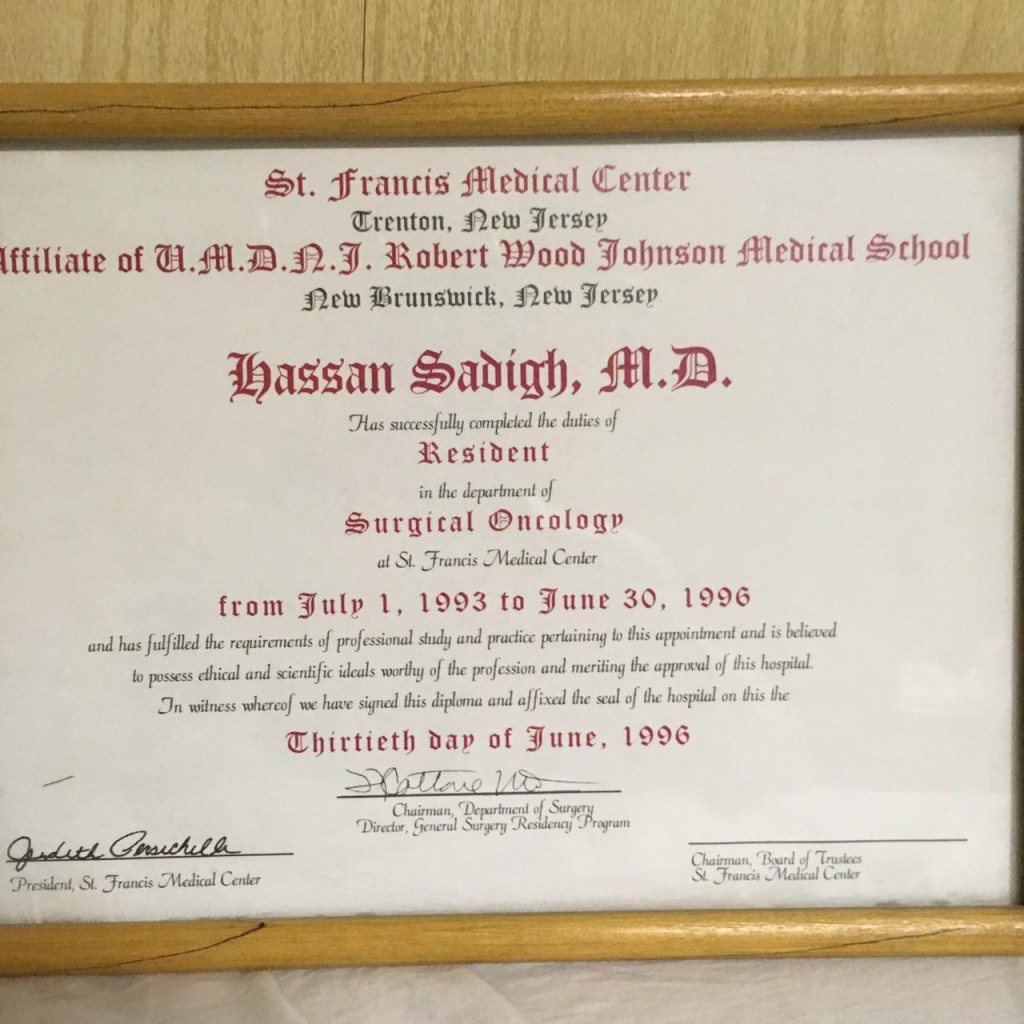 St. Francis Medical Center
Trenton, New Jersey
Affiliate of U.M.D.N.J. Robert Wood Johnson Medical School
New Brunswick, New Jersey
Hassan Sadigh, M.D.
Has successfully completed the duties of
Resident
in the department of
Surgical Oncology
at St. Francis Medical Center
from July 1, 1993 to June 30, 1996
and has fulfilled the requirements of professional study and practice pertaining to this appointment and is believed
to possess ethical and scientific ideals worthy of the profession and meriting the approval of this hospital.
In witness whereof we have signed this diploma and affixed the seal of the hospital on this the
Thirtieth day of June, 1996
Chairman, Department of Surgery
Director, General Surgery Residency Program
Judith Persichilli
President, St. Francis Medical Center
Chairman, Board of Trustees
St. Francis Medical Center